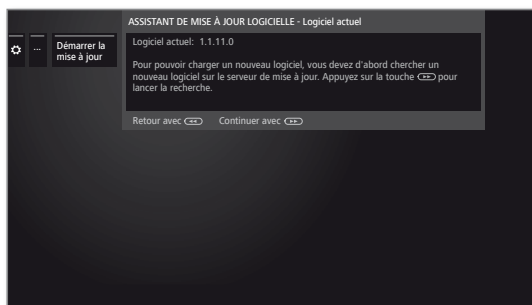 ASSISTANT DE MISE À JOUR LOGICIELLE - Logiciel actuel
...
Démarrer la
mise à jour
Logiciel actuel: 1.1.11.0
Pour pouvoir charger un nouveau logiciel, vous devez d'abord chercher un
nouveau logiciel sur le serveur de mise à jour. Appuyez sur la touche pour
lancer la recherche.
Retour avec Continuer avec